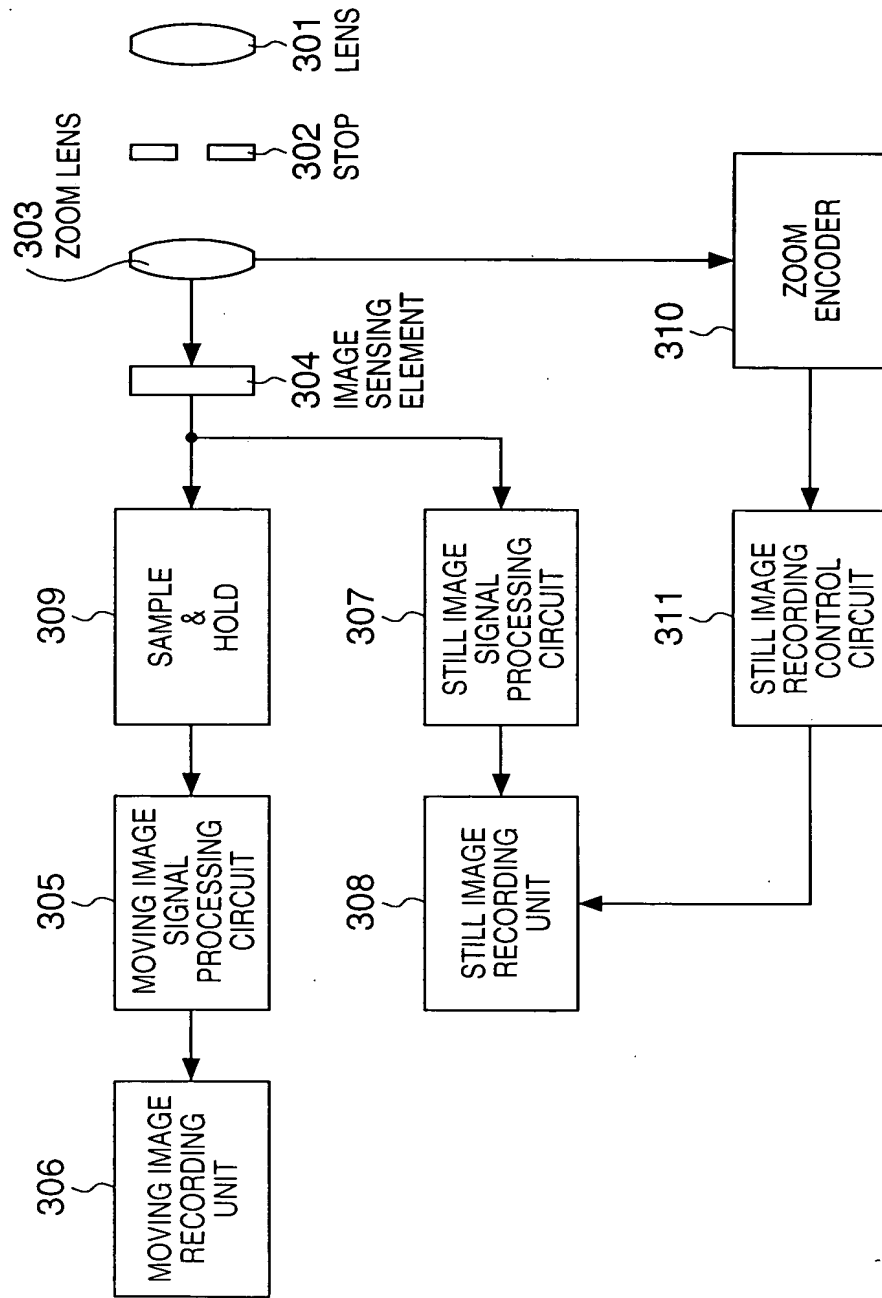 301
LENS
302
STOP
303
ZOOM LENS
304
IMAGE
SENSING
ELEMENT
309
SAMPLE
&
HOLD
305
MOVING IMAGE
SIGNAL
PROCESSING
CIRCUIT
306
MOVING IMAGE
RECORDING
UNIT
307
STILL IMAGE
SIGNAL
PROCESSING
CIRCUIT
308
STILL IMAGE
RECORDING
UNIT
310
ZOOM
ENCODER
311
STILL IMAGE
RECORDING
CONTROL
CIRCUIT